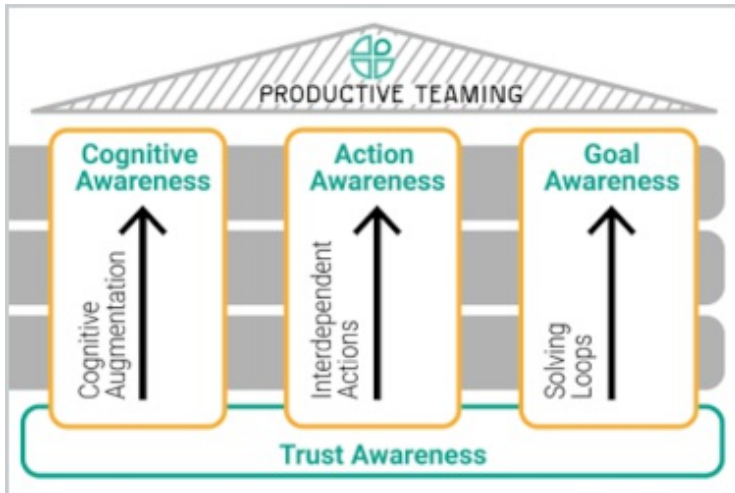 PRODUCTIVE TEAMING
Cognitive
Awareness
Cognitive
Augmentation
Action
Awareness
Interdependent
Actions
Goal
Awareness
Solving
Loops
Trust Awareness